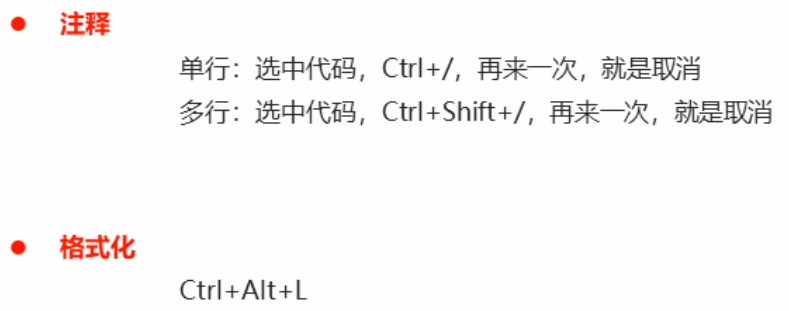 ● 注释
单行：选中代码，Ctrl+/，再来一次，就是取消
多行：选中代码，Ctrl+Shift+/，再来一次，就是取消
● 格式化
Ctrl+Alt+L